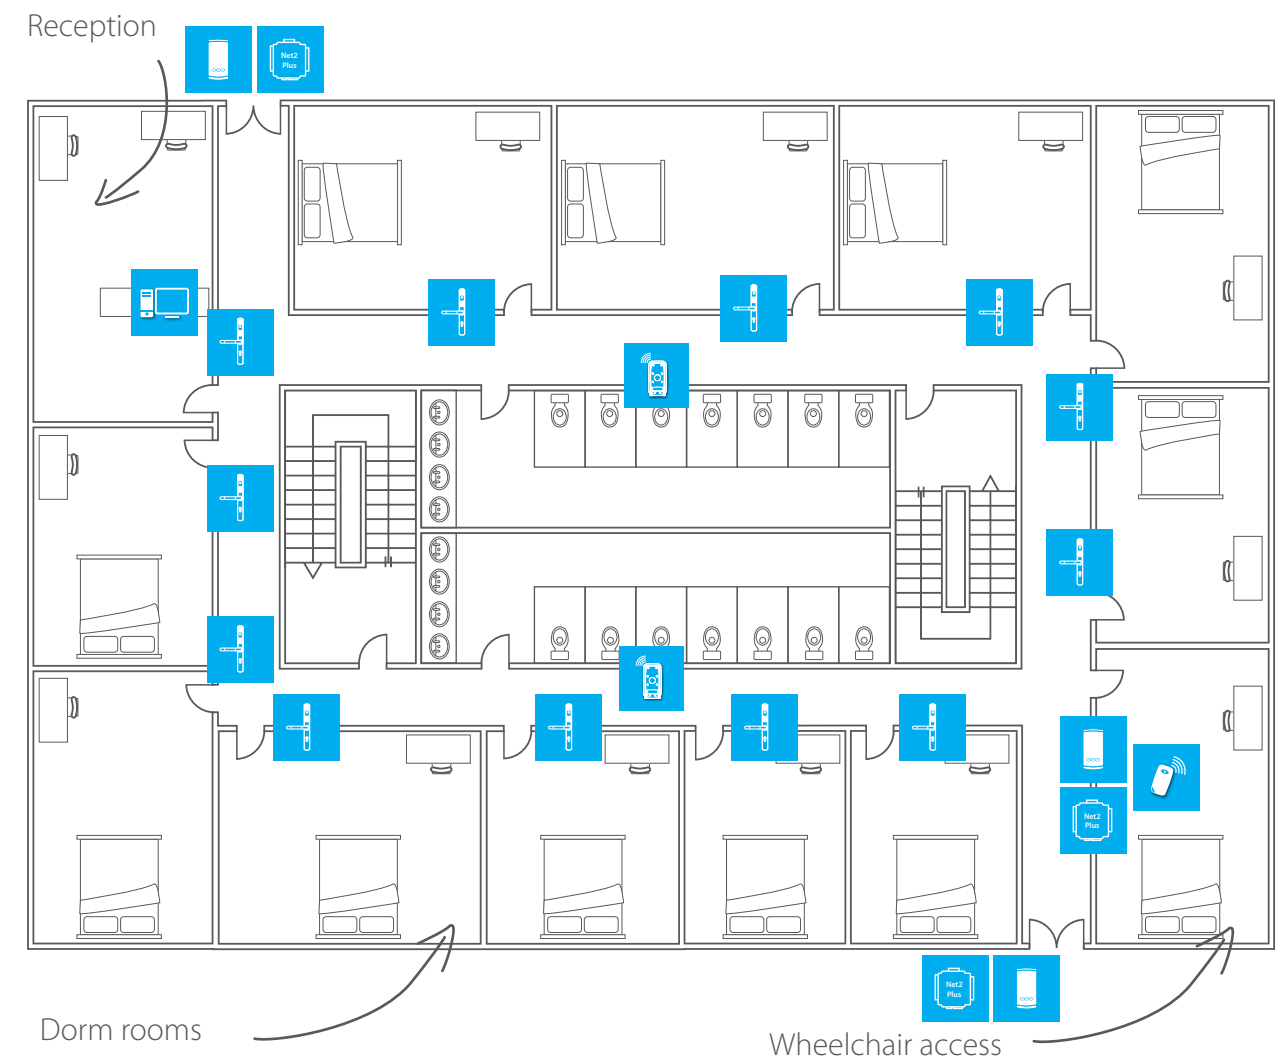 Reception
Net2
Plus
Net2
Plus
Net2
Plus
Dorm rooms
Wheelchair access